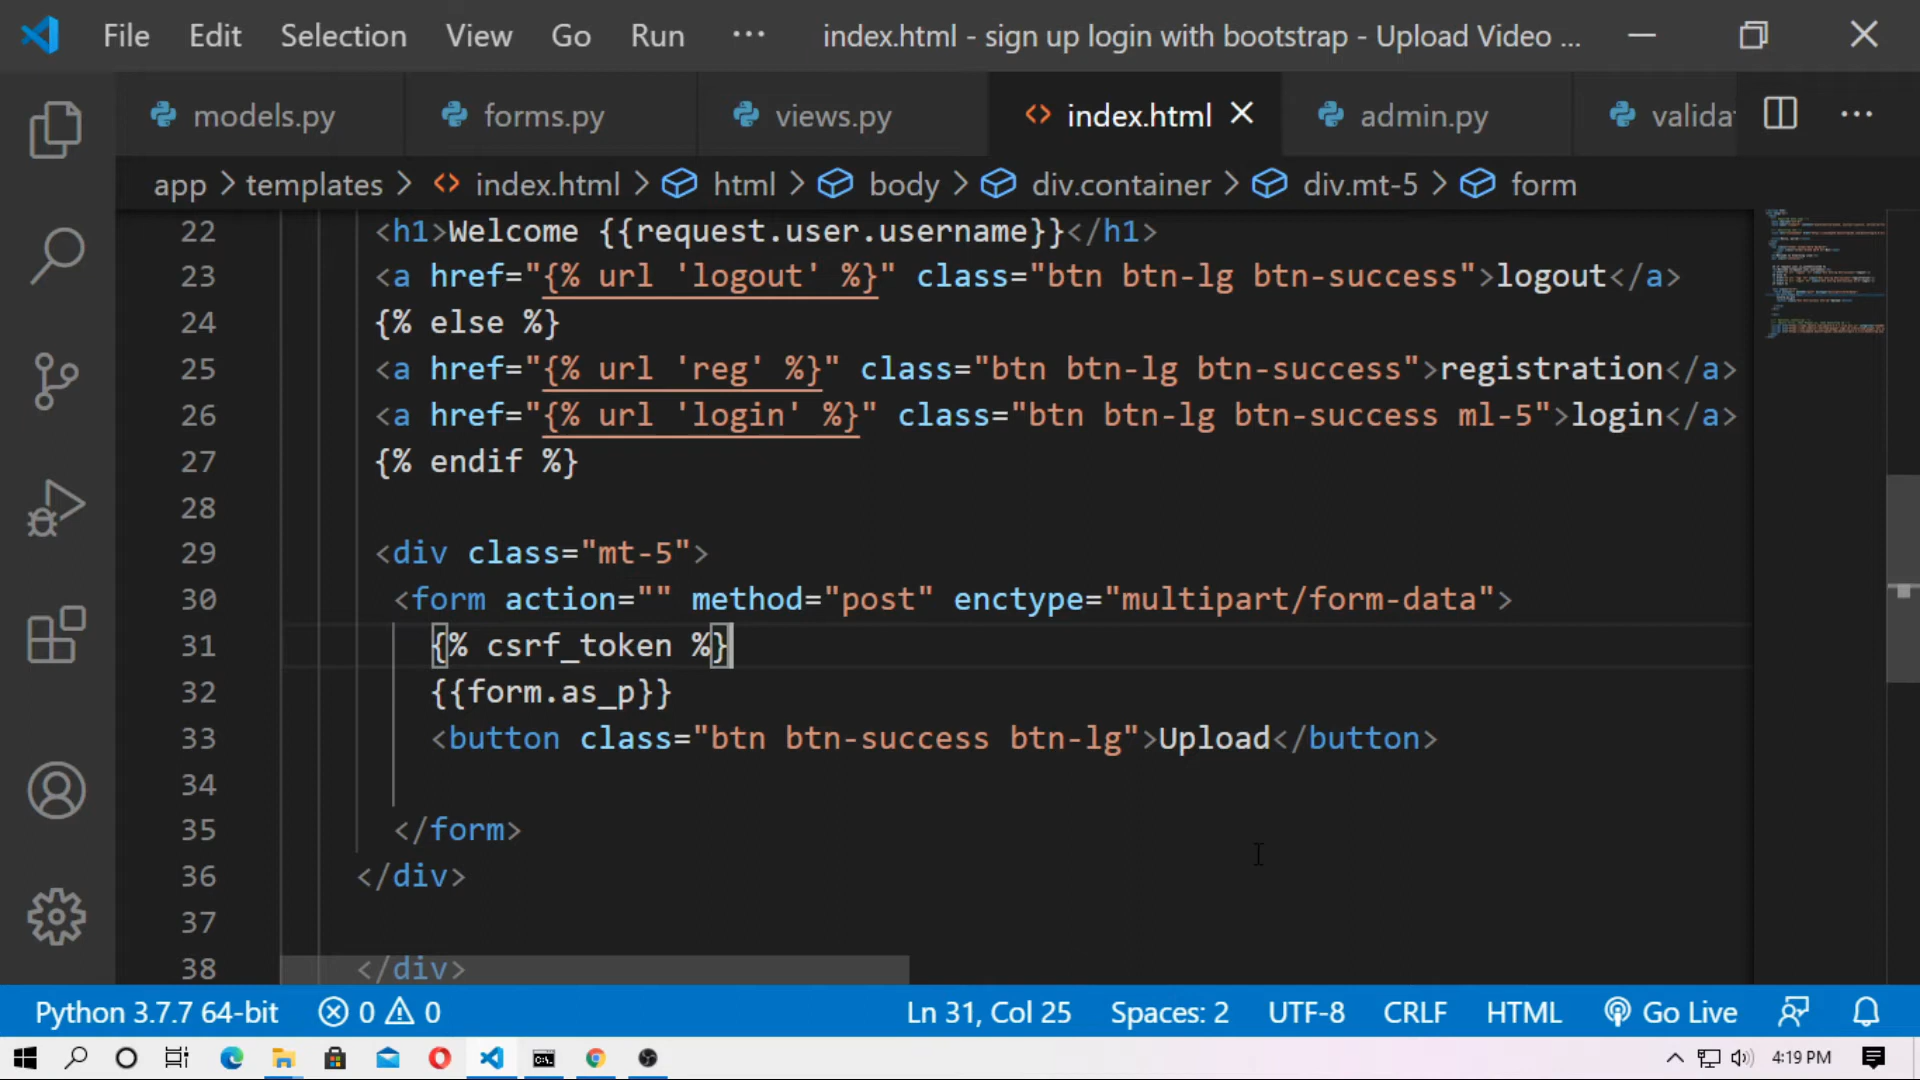 File Edit Selection View Go Run ··· index.html - sign up login with bootstrap - Upload Video ...
models.py forms.py views.py index.html admin.py valida
app > templates > index.html > html > body > div.container > div.mt-5 > form
22 <h1>Welcome {{request.user.username}}</h1>
23 <a href="{% url 'logout' %}" class="btn btn-lg btn-success">logout</a>
24 {% else %}
25 <a href="{% url 'reg' %}" class="btn btn-lg btn-success">registration</a>
26 <a href="{% url 'login' %}" class="btn btn-lg btn-success ml-5">login</a>
27 {% endif %}
28
29 <div class="mt-5">
30 <form action="" method="post" enctype="multipart/form-data">
31 {% csrf_token %}
32 {{form.as_p}}
33 <button class="btn btn-success btn-lg">Upload</button>
34
35 </form>
36 </div>
37
38 </div>
Python 3.7.7 64-bit 0 0 Ln 31, Col 25 Spaces: 2 UTF-8 CRLF HTML Go Live
4:19 PM